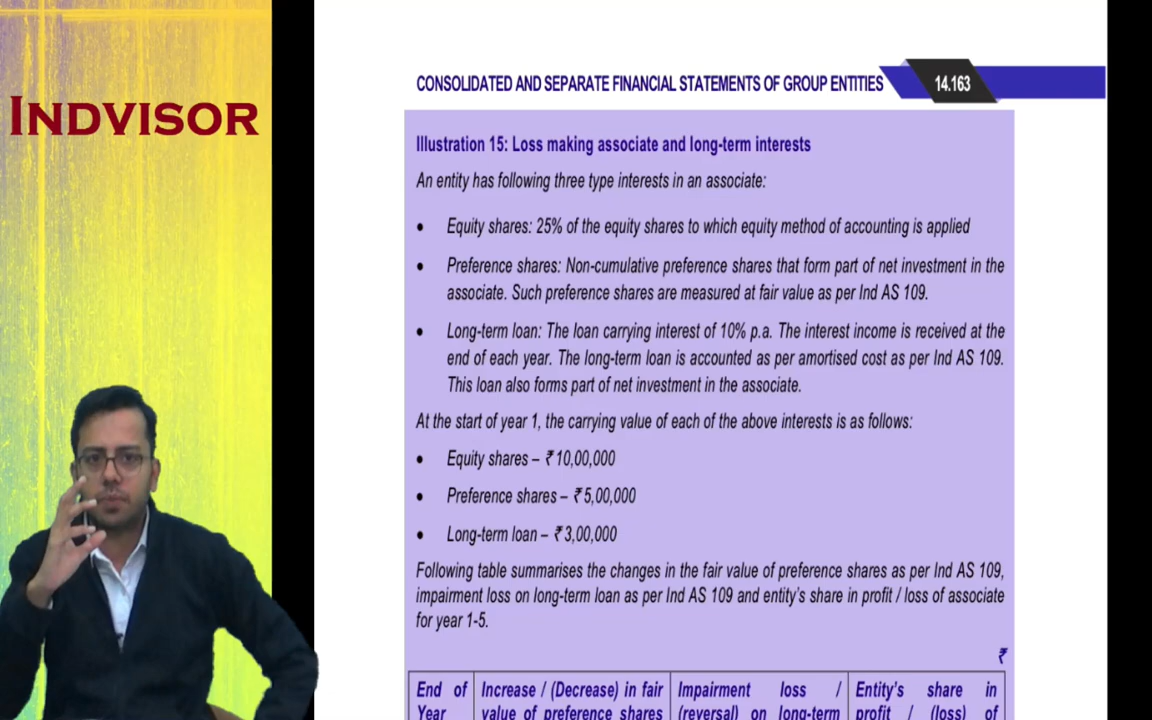 INDVISOR
CONSOLIDATED AND SEPARATE FINANCIAL STATEMENTS OF GROUP ENTITIES 14.163
Illustration 15: Loss making associate and long-term interests
An entity has following three type interests in an associate:
• Equity shares: 25% of the equity shares to which equity method of accounting is applied
• Preference shares: Non-cumulative preference shares that form part of net investment in the
associate. Such preference shares are measured at fair value as per Ind AS 109.
• Long-term loan: The loan carrying interest of 10% p.a. The interest income is received at the
end of each year. The long-term loan is accounted as per amortised cost as per Ind AS 109.
This loan also forms part of net investment in the associate.
At the start of year 1, the carrying value of each of the above interests is as follows:
• Equity shares – ₹ 10,00,000
• Preference shares – ₹ 5,00,000
• Long-term loan – ₹ 3,00,000
Following table summarises the changes in the fair value of preference shares as per Ind AS 109,
impairment loss on long-term loan as per Ind AS 109 and entity's share in profit / loss of associate
for year 1-5.
₹
End of Increase / (Decrease) in fair Impairment loss / Entity's share in
Year value of preference shares (reversal) on long-term profit / (loss) of